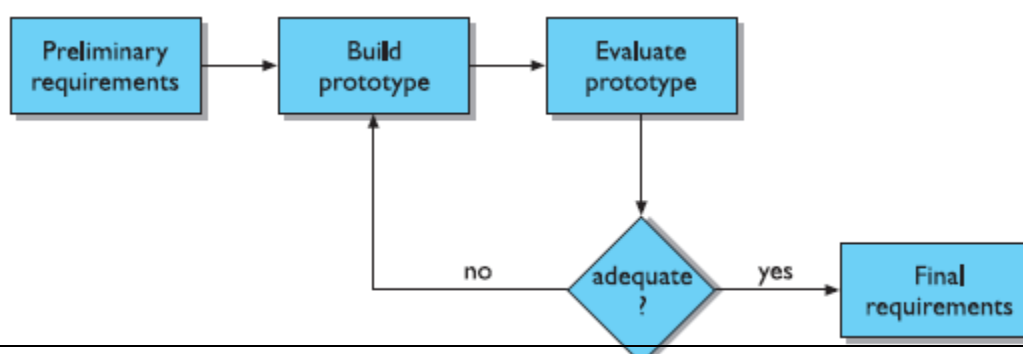 Preliminary
requirements
Build
prototype
Evaluate
prototype
adequate
?
no
yes
Final
requirements